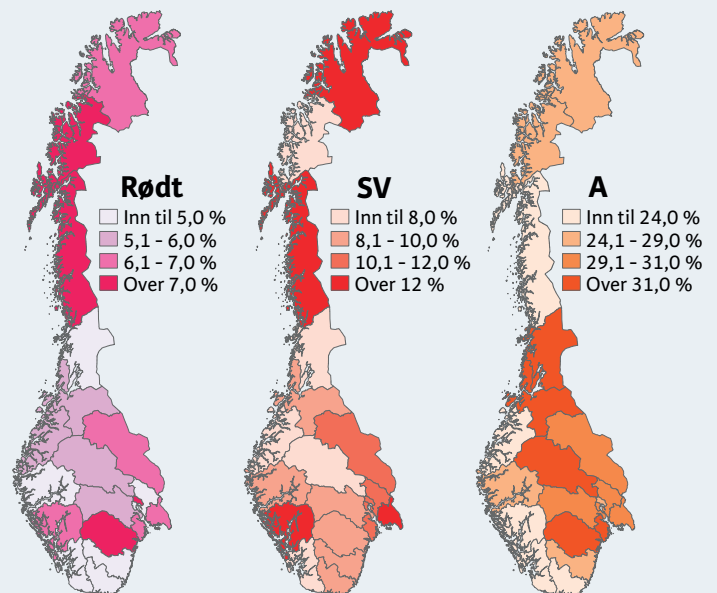 Rødt
Inn til 5,0 %
5,1 - 6,0 %
6,1 - 7,0 %
Over 7,0 %
SV
Inn til 8,0 %
8,1 - 10,0 %
10,1 - 12,0 %
Over 12 %
A
Inn til 24,0 %
24,1 - 29,0 %
29,1 - 31,0 %
Over 31,0 %